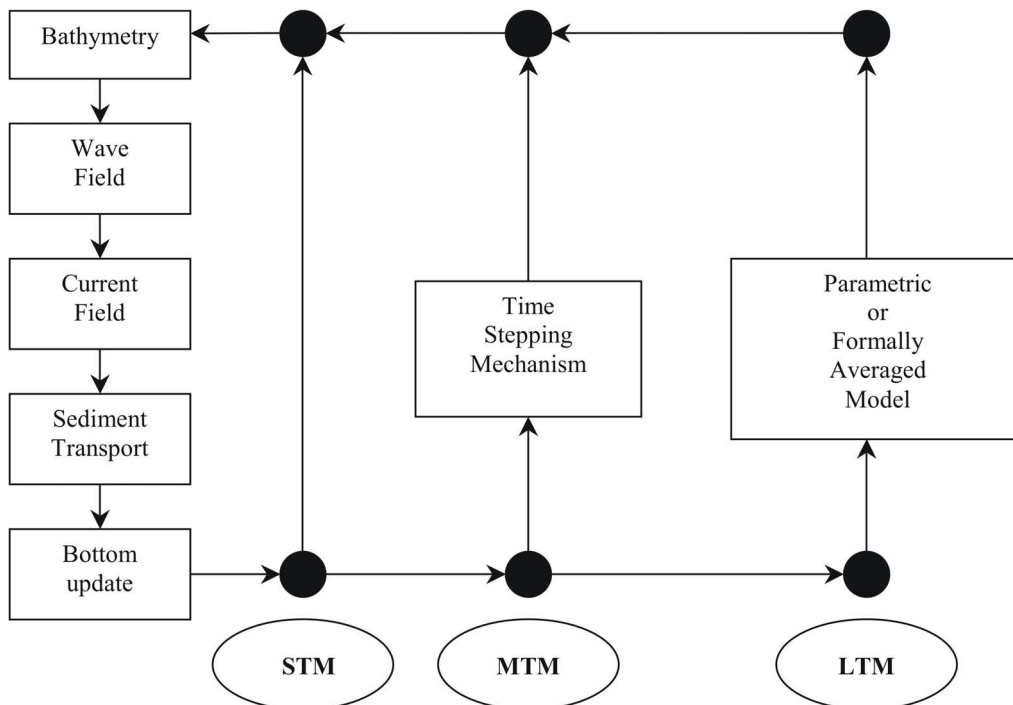 Bathymetry
Wave
Field
Current
Field
Sediment
Transport
Bottom
update
Time
Stepping
Mechanism
Parametric
or
Formally
Averaged
Model
STM
MTM
LTM